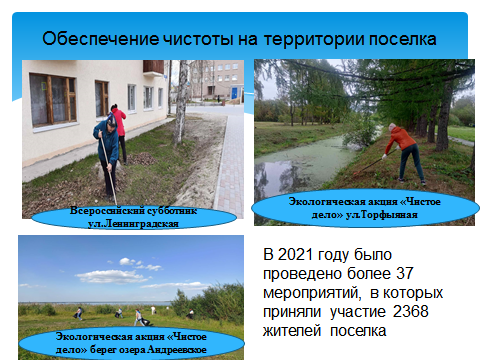 Обеспечение чистоты на территории поселка
Всероссийский субботник
ул.Ленинградская
Экологическая акция «Чистое
дело» ул.Торфыяная
Экологическая акция «Чистое
дело» берег озера Андреевское
В 2021 году было
проведено более 37
мероприятий, в которых
приняли участие 2368
жителей поселка